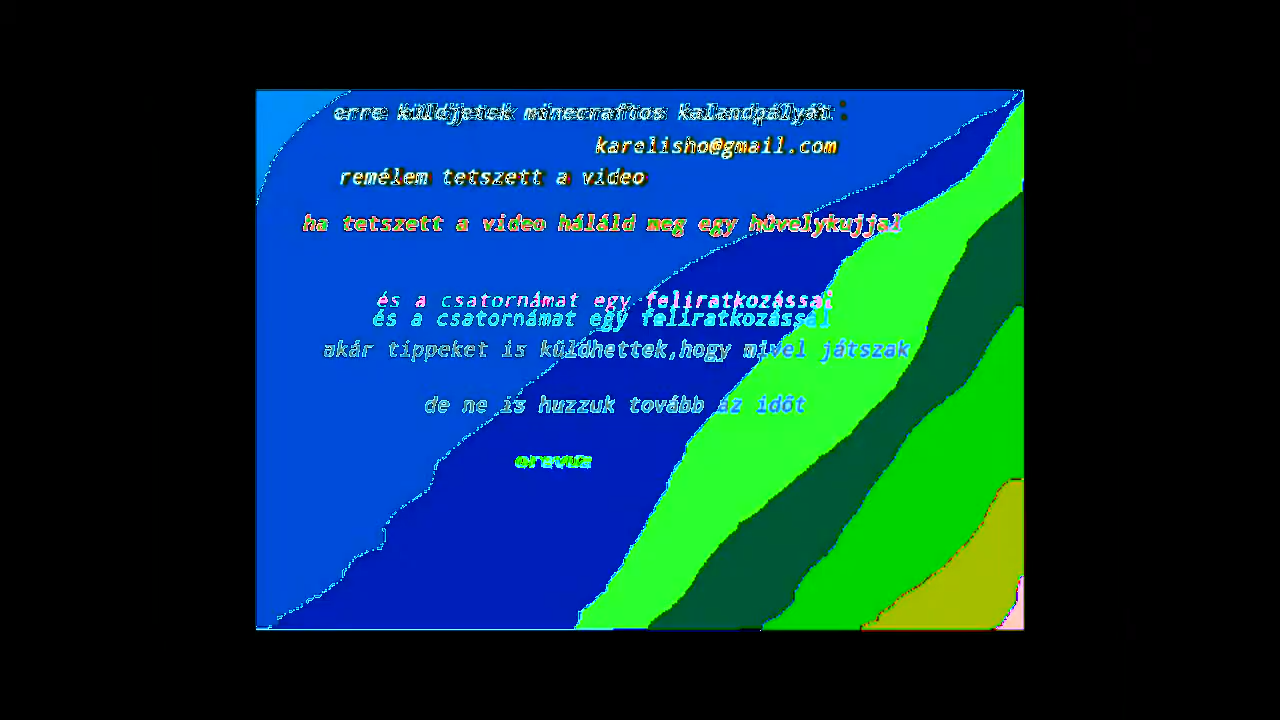 erre küldjetek minecraftos kalandpályát:
karelisho@gmail.com
remélem tetszett a video
ha tetszett a video háláld meg egy hüvelykujjal
és a csatornámat egy feliratkozással
és a csatornámat egy feliratkozással
akár tippeket is küldhettek,hogy mivel játszak
de ne is huzzuk tovább az időt
orevua